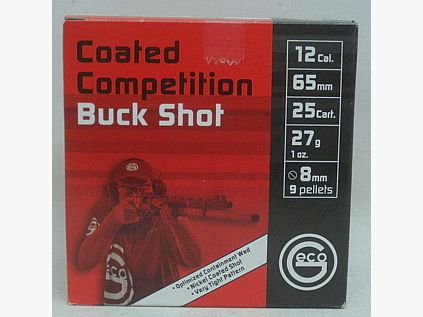 Coated
Competition
Buck Shot
12 Cal.
65mm
25 Cart.
27g
1 oz.
8mm
9 pellets
• Optimized Containment Wad
• Nickel Coated Shot
• Very Tight Pattern
Geco